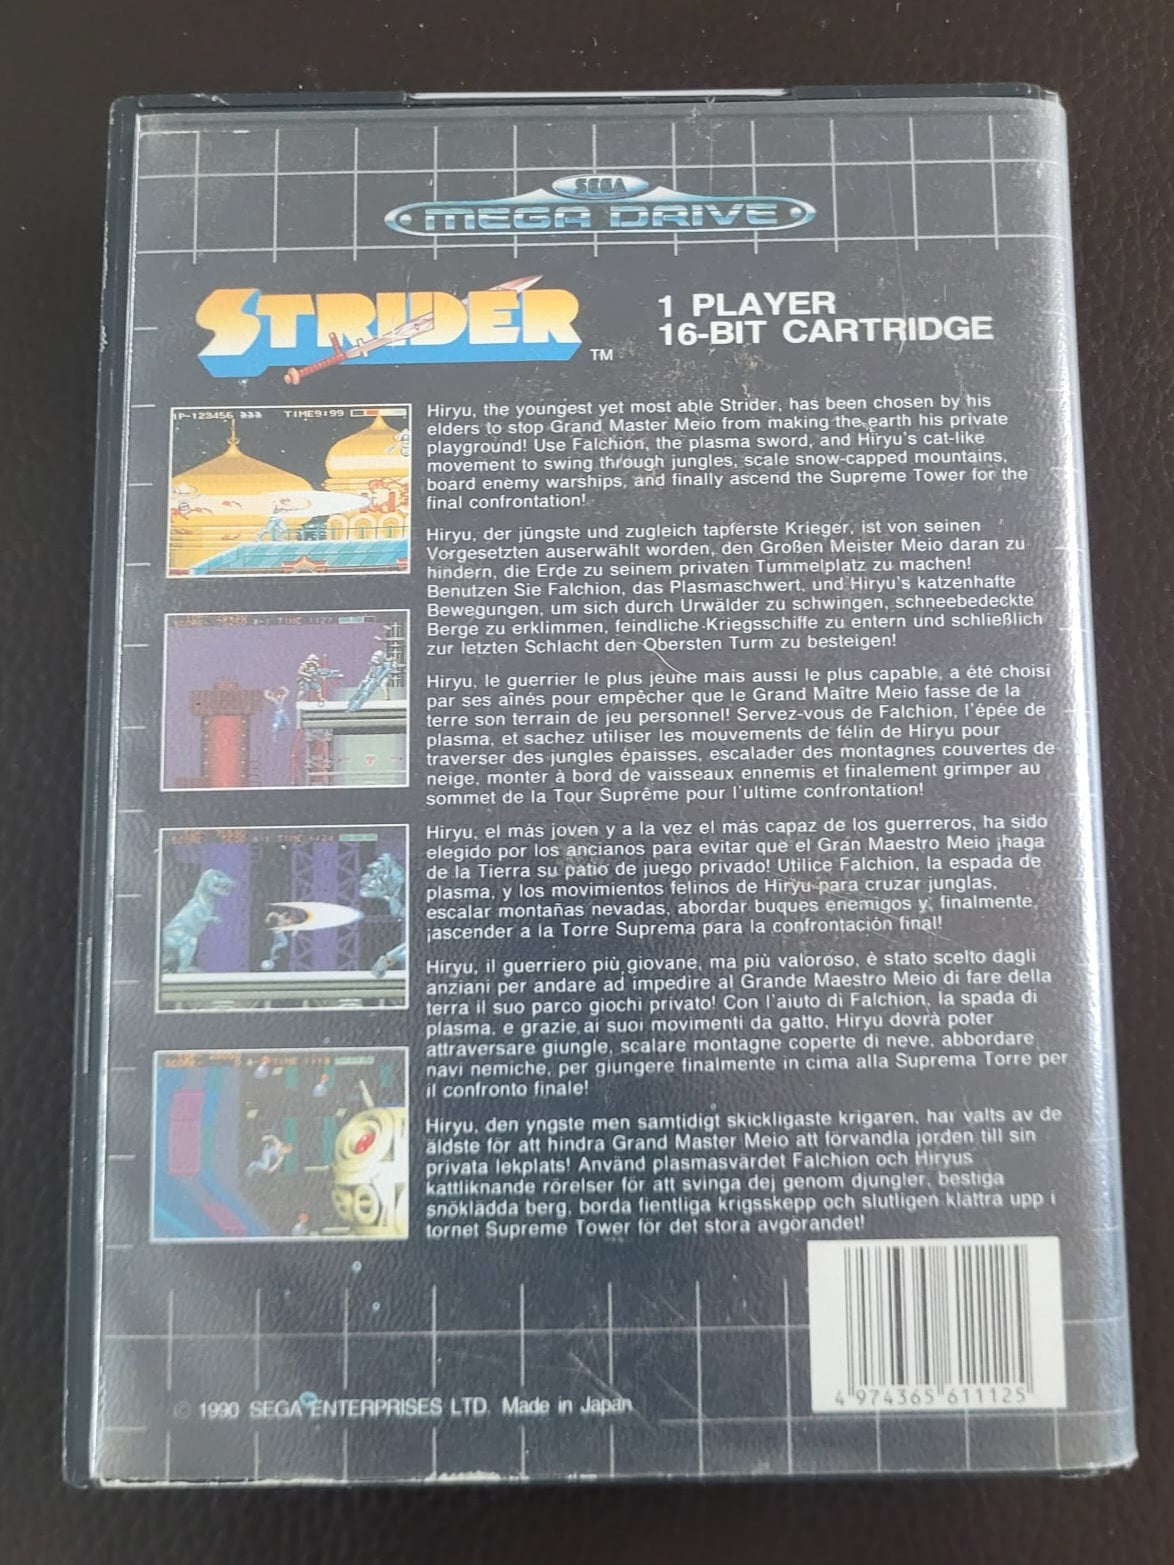 SEGA
MEGA DRIVE
STRIDER
TM
1 PLAYER
16-BIT CARTRIDGE
1P-123456
TIME9:99
Hiryu, the youngest yet most able Strider, has been chosen by his
elders to stop Grand Master Meio from making the earth his private
playground! Use Falchion, the plasma sword, and Hiryu's cat-like
movement to swing through jungles, scale snow-capped mountains,
board enemy warships, and finally ascend the Supreme Tower for the
final confrontation!
Hiryu, der jüngste und zugleich tapferste Krieger, ist von seinen
Vorgesetzten auserwählt worden, den Großen Meister Meio daran zu
hindern, die Erde zu seinem privaten Tummelplatz zu machen!
Benutzen Sie Falchion, das Plasmaschwert, und Hiryu's katzenhafte
Bewegungen, um sich durch Urwälder zu schwingen, schneebedeckte
Berge zu erklimmen, feindliche Kriegsschiffe zu entern und schließlich
zur letzten Schlacht den Obersten Turm zu besteigen!
Hiryu, le guerrier le plus jeune mais aussi le plus capable, a été choisi
par ses aînés pour empêcher que le Grand Maître Meio fasse de la
terre son terrain de jeu personnel! Servez-vous de Falchion, l'épée de
plasma, et sachez utiliser les mouvements de félin de Hiryu pour
traverser des jungles épaisses, escalader des montagnes couvertes de
neige, monter à bord de vaisseaux ennemis et finalement grimper au
sommet de la Tour Suprême pour l'ultime confrontation!
Hiryu, el más joven y a la vez el más capaz de los guerreros, ha sido
elegido por los ancianos para evitar que el Gran Maestro Meio ¡haga
de la Tierra su patio de juego privado! Utilice Falchion, la espada de
plasma, y los movimientos felinos de Hiryu para cruzar junglas,
escalar montañas nevadas, abordar buques enemigos y, finalmente,
¡ascender a la Torre Suprema para la confrontación final!
Hiryu, il guerriero più giovane, ma più valoroso, è stato scelto dagli
anziani per andare ad impedire al Grande Maestro Meio di fare della
terra il suo parco giochi privato! Con l'aiuto di Falchion, la spada di
plasma, e grazie ai suoi movimenti da gatto, Hiryu dovrà poter
attraversare giungle, scalare montagne coperte di neve, abbordare
navi nemiche, per giungere finalmente in cima alla Suprema Torre per
il confronto finale!
Hiryu, den yngste men samtidigt skickligaste krigaren, har valts av de
äldste för att hindra Grand Master Meio att förvandla jorden till sin
privata lekplats! Använd plasmasvärdet Falchion och Hiryus
kattliknande rörelser för att svinga dej genom djungler, bestiga
snöklädda berg, borda fientliga krigsskepp och slutligen klättra upp i
tornet Supreme Tower för det stora avgörandet!
4 974365 611125
© 1990 SEGA ENTERPRISES LTD. Made in Japan